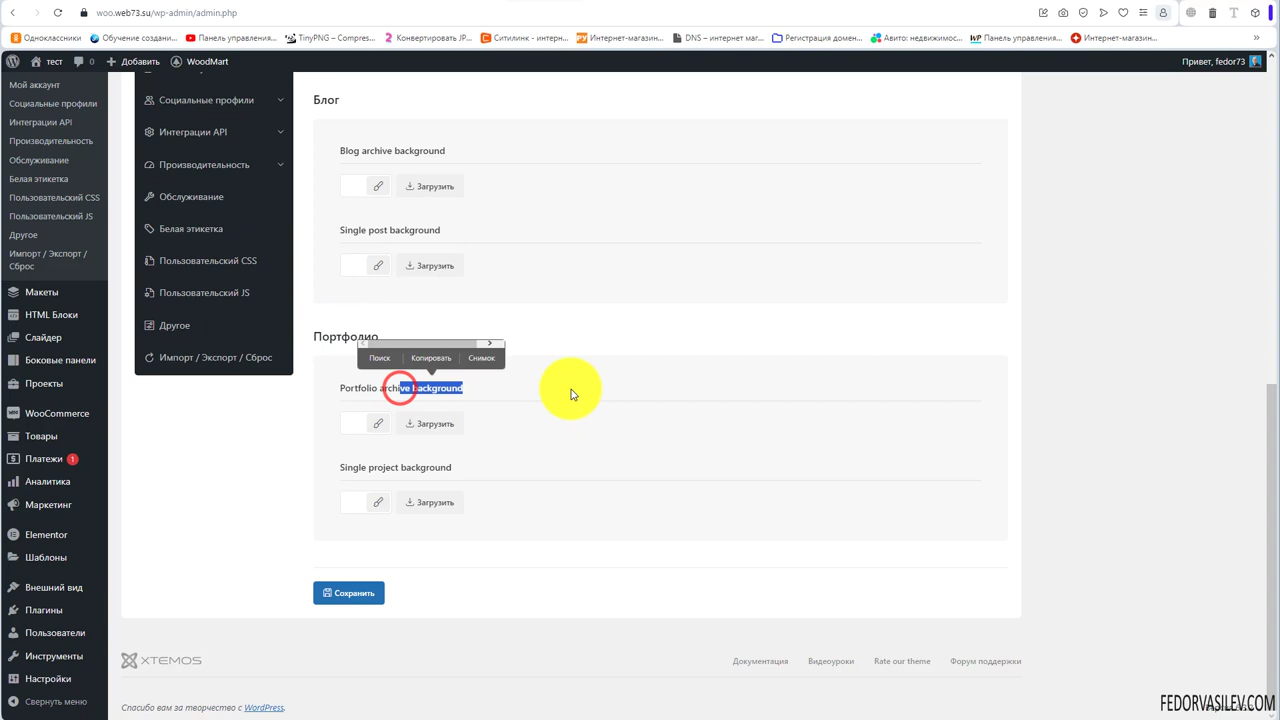 woo.web73.su/wp-admin/admin.php
Одноклассники
Обучение создани...
Панель управления...
TinyPNG – Compres...
Конвертировать JP...
Ситилинк - интерн...
Интернет-магазин...
DNS – интернет маг...
Регистрация домен...
Авито: недвижимос...
Панель управления...
Интернет-магазин...
тест
0
Добавить
WoodMart
Привет, fedor73
Мой аккаунт
Социальные профили
Интеграции API
Производительность
Обслуживание
Белая этикетка
Пользовательский CSS
Пользовательский JS
Другое
Импорт / Экспорт /
Сброс
Макеты
HTML Блоки
Слайдер
Боковые панели
Проекты
WooCommerce
Товары
Платежи 1
Аналитика
Маркетинг
Elementor
Шаблоны
Внешний вид
Плагины
Пользователи
Инструменты
Настройки
Свернуть меню
Социальные профили
Интеграции API
Производительность
Обслуживание
Белая этикетка
Пользовательский CSS
Пользовательский JS
Другое
Импорт / Экспорт / Сброс
Блог
Blog archive background
Загрузить
Single post background
Загрузить
Портфолио
Поиск
Копировать
Снимок
Portfolio archive background
Загрузить
Single project background
Загрузить
Сохранить
XTEMOS
Документация
Видеоуроки
Rate our theme
Форум поддержки
Спасибо вам за творчество с WordPress.
FEDORVASILEV.COM